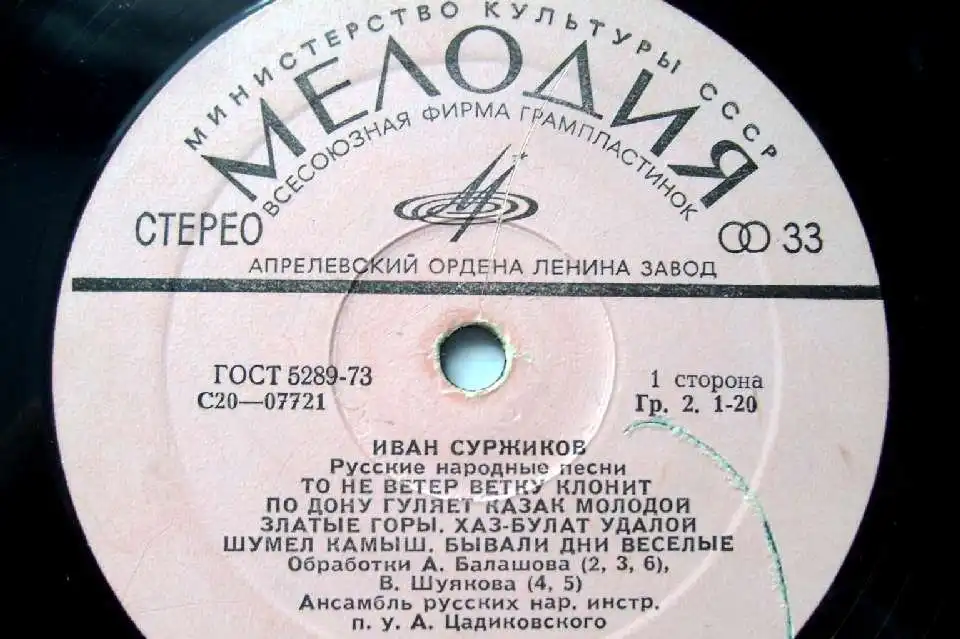 МИНИСТЕРСТВО КУЛЬТУРЫ СССР
МЕЛОДИЯ
ВСЕСОЮЗНАЯ ФИРМА ГРАМПЛАСТИНОК
СТЕРЕО
33
АПРЕЛЕВСКИЙ ОРДЕНА ЛЕНИНА ЗАВОД
ГОСТ 5289-73
С20—07721
1 сторона
Гр. 2. 1-20
ИВАН СУРЖИКОВ
Русские народные песни
ТО НЕ ВЕТЕР ВЕТКУ КЛОНИТ
ПО ДОНУ ГУЛЯЕТ КАЗАК МОЛОДОЙ
ЗЛАТЫЕ ГОРЫ. ХАЗ-БУЛАТ УДАЛОЙ
ШУМЕЛ КАМЫШ. БЫВАЛИ ДНИ ВЕСЕЛЫЕ
Обработки А. Балашова (2, 3, 6),
В. Шуякова (4, 5)
Ансамбль русских нар. инстр.
п. у. А. Цадиковского